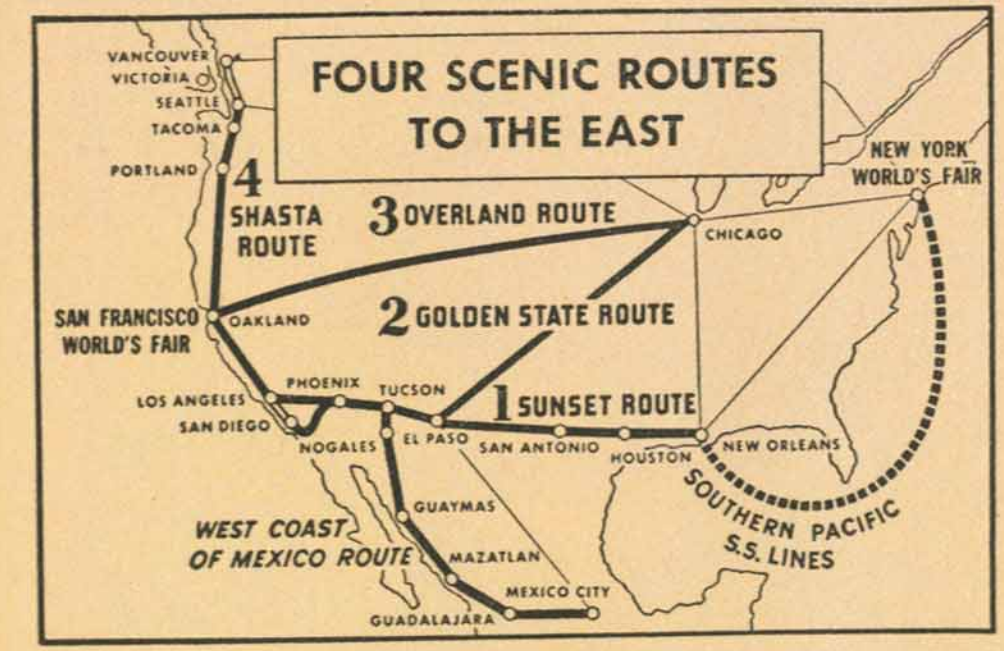 FOUR SCENIC ROUTES
TO THE EAST
VANCOUVER
VICTORIA
SEATTLE
TACOMA
PORTLAND
4
SHASTA
ROUTE
3 OVERLAND ROUTE
NEW YORK
WORLD'S FAIR
CHICAGO
SAN FRANCISCO
WORLD'S FAIR
OAKLAND
2 GOLDEN STATE ROUTE
LOS ANGELES
PHOENIX
TUCSON
1 SUNSET ROUTE
SAN DIEGO
NOGALES
EL PASO
SAN ANTONIO
HOUSTON
NEW ORLEANS
SOUTHERN PACIFIC
S.S. LINES
WEST COAST
OF MEXICO ROUTE
GUAYMAS
MAZATLAN
MEXICO CITY
GUADALAJARA